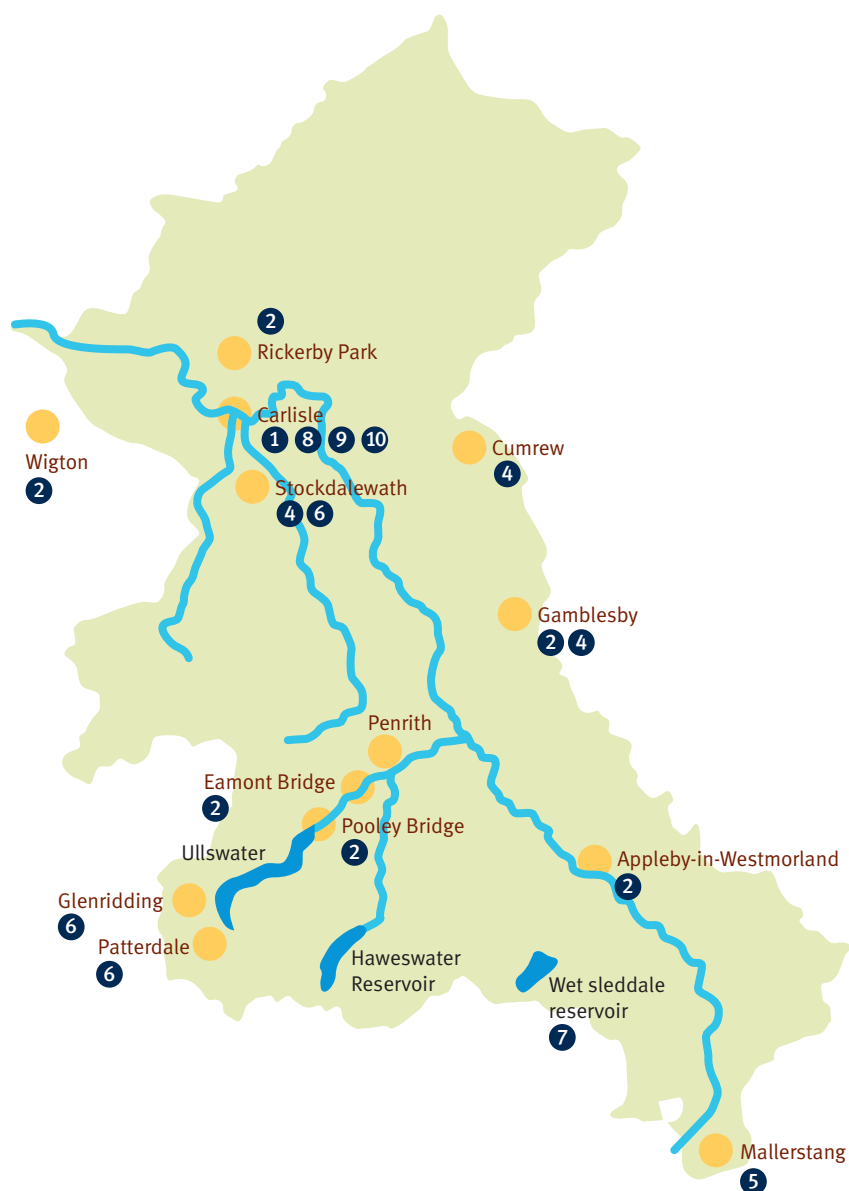 2
Rickerby Park
Carlisle
1 8 9 10
Wigton
2
Cumrew
4
Stockdalewath
4 6
Gamblesby
2 4
Penrith
Eamont Bridge
2
Pooley Bridge
2
Ullswater
Appleby-in-Westmorland
2
Glenridding
6
Patterdale
6
Haweswater
Reservoir
Wet sleddale
reservoir
7
Mallerstang
5